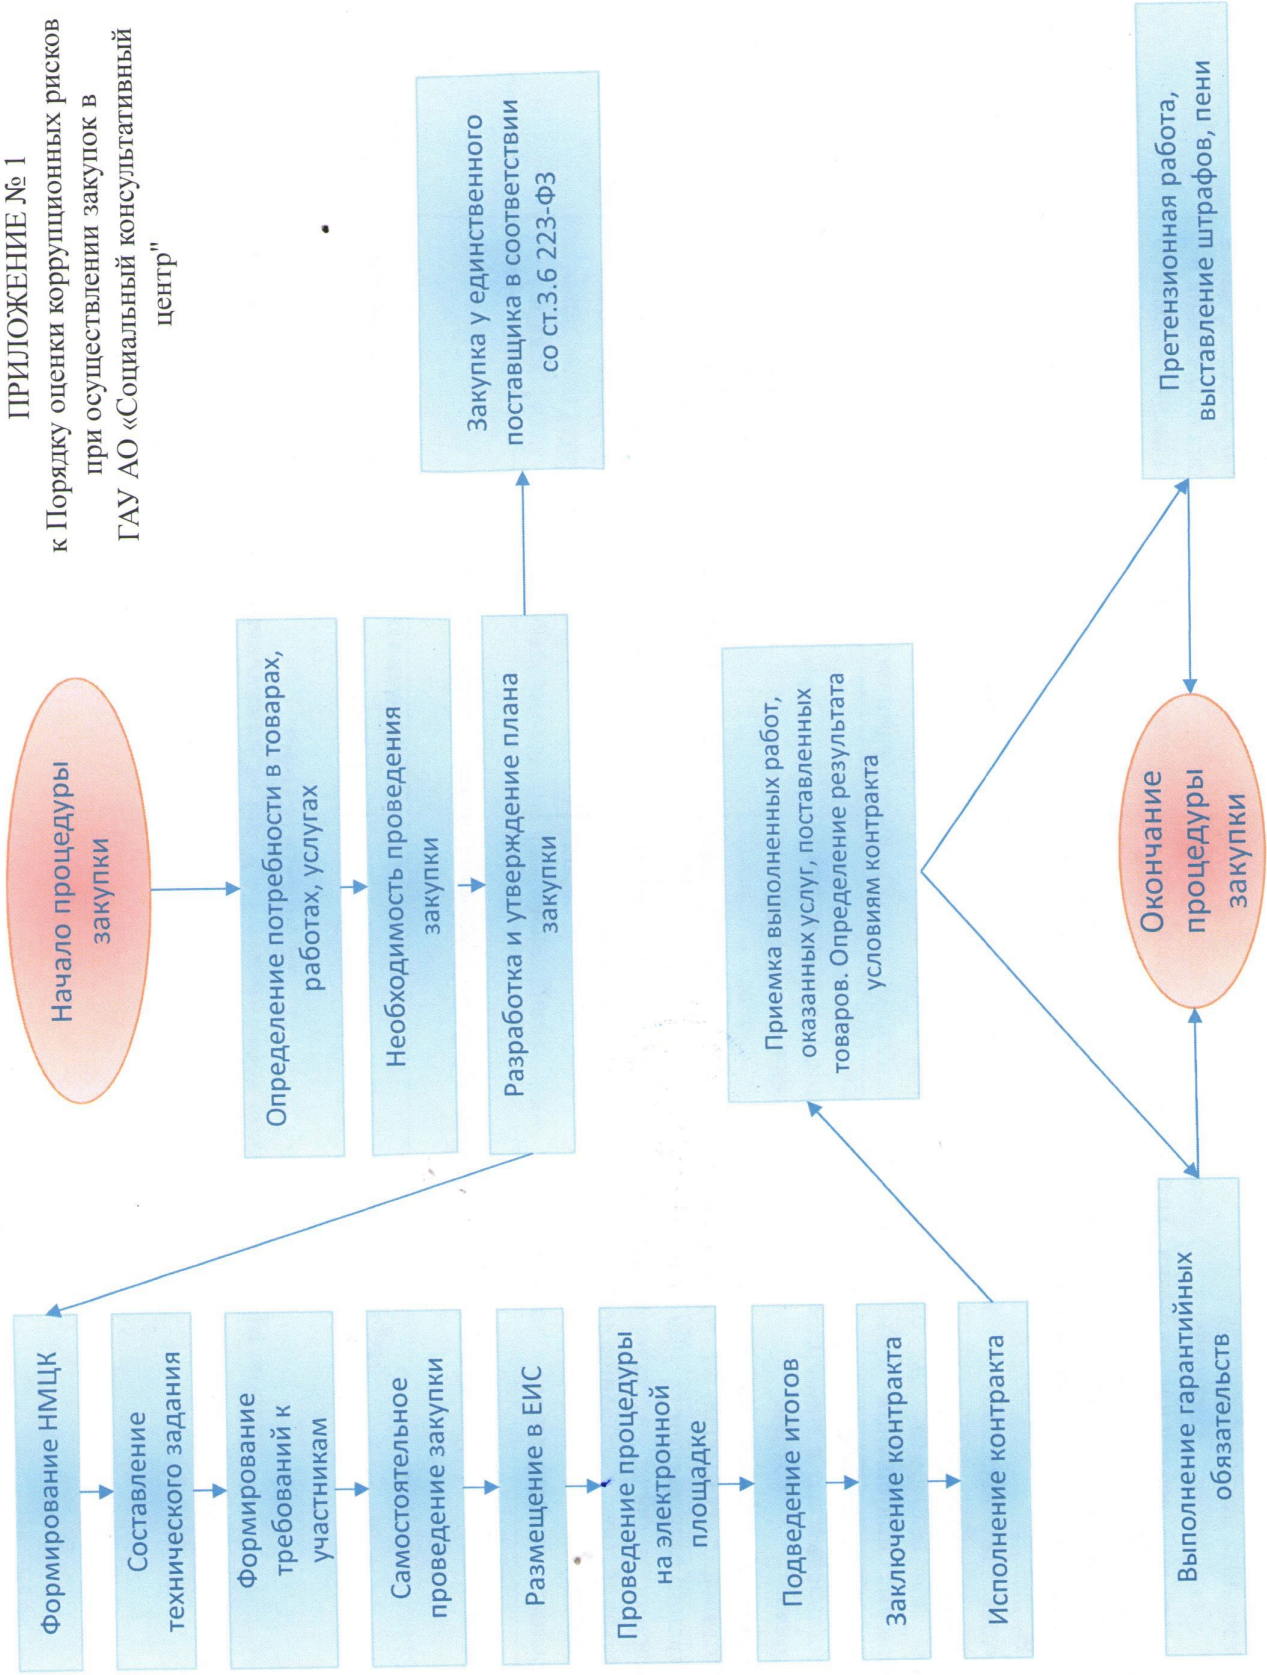 ПРИЛОЖЕНИЕ № 1
к Порядку оценки коррупционных рисков
при осуществлении закупок в
ГАУ АО «Социальный консультативный
центр"
Начало процедуры
закупки
Определение потребности в товарах,
работах, услугах
Необходимость проведения
закупки
Разработка и утверждение плана
закупки
Закупка у единственного
поставщика в соответствии
со ст.3.6 223-ФЗ
Формирование НМЦК
Составление
технического задания
Формирование
требований к
участникам
Самостоятельное
проведение закупки
Размещение в ЕИС
Проведение процедуры
на электронной
площадке
Подведение итогов
Заключение контракта
Исполнение контракта
Приемка выполненных работ,
оказанных услуг, поставленных
товаров. Определение результата
условиям контракта
Выполнение гарантийных
обязательств
Окончание
процедуры
закупки
Претензионная работа,
выставление штрафов, пени